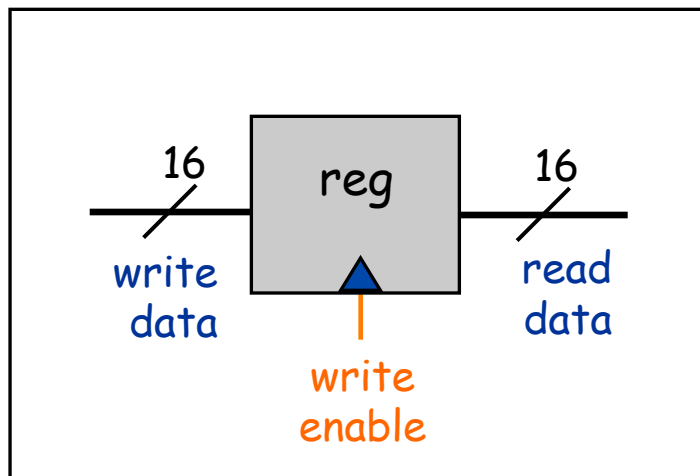 16
reg
16
write
data
read
data
write
enable